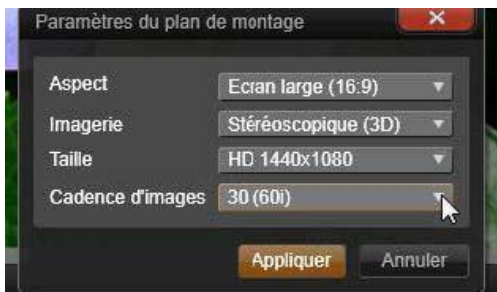 Paramètres du plan de montage
Aspect Ecran large (16:9)
Imagerie Stéréoscopique (3D)
Taille HD 1440x1080
Cadence d'images 30 (60i)
Appliquer Annuler